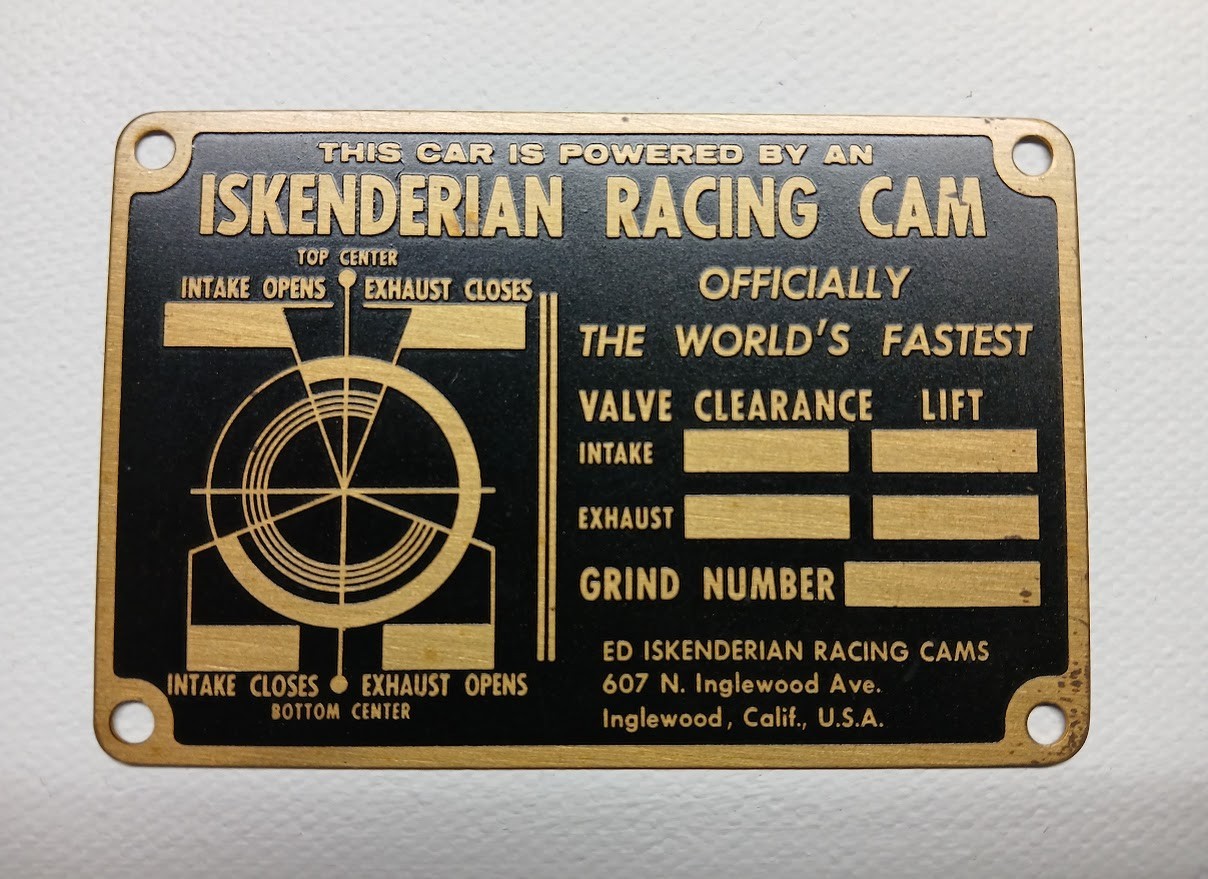 THIS CAR IS POWERED BY AN
ISKENDERIAN RACING CAM
TOP CENTER
INTAKE OPENS EXHAUST CLOSES
INTAKE CLOSES EXHAUST OPENS
BOTTOM CENTER
OFFICIALLY
THE WORLD'S FASTEST
VALVE CLEARANCE LIFT
INTAKE
EXHAUST
GRIND NUMBER
ED ISKENDERIAN RACING CAMS
607 N. Inglewood Ave.
Inglewood, Calif., U.S.A.